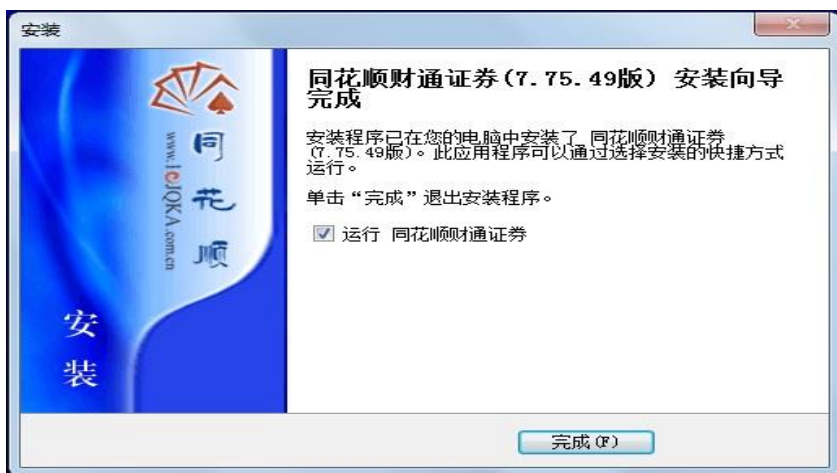 安装
同花顺财通证券(7.75.49版) 安装向导
完成
安装程序已在您的电脑中安装了 同花顺财通证券
(7.75.49版)。此应用程序可以通过选择安装的快捷方式
运行。
单击“完成”退出安装程序。
运行 同花顺财通证券
同花顺
www.10JQKA.com.cn
安装
完成(F)